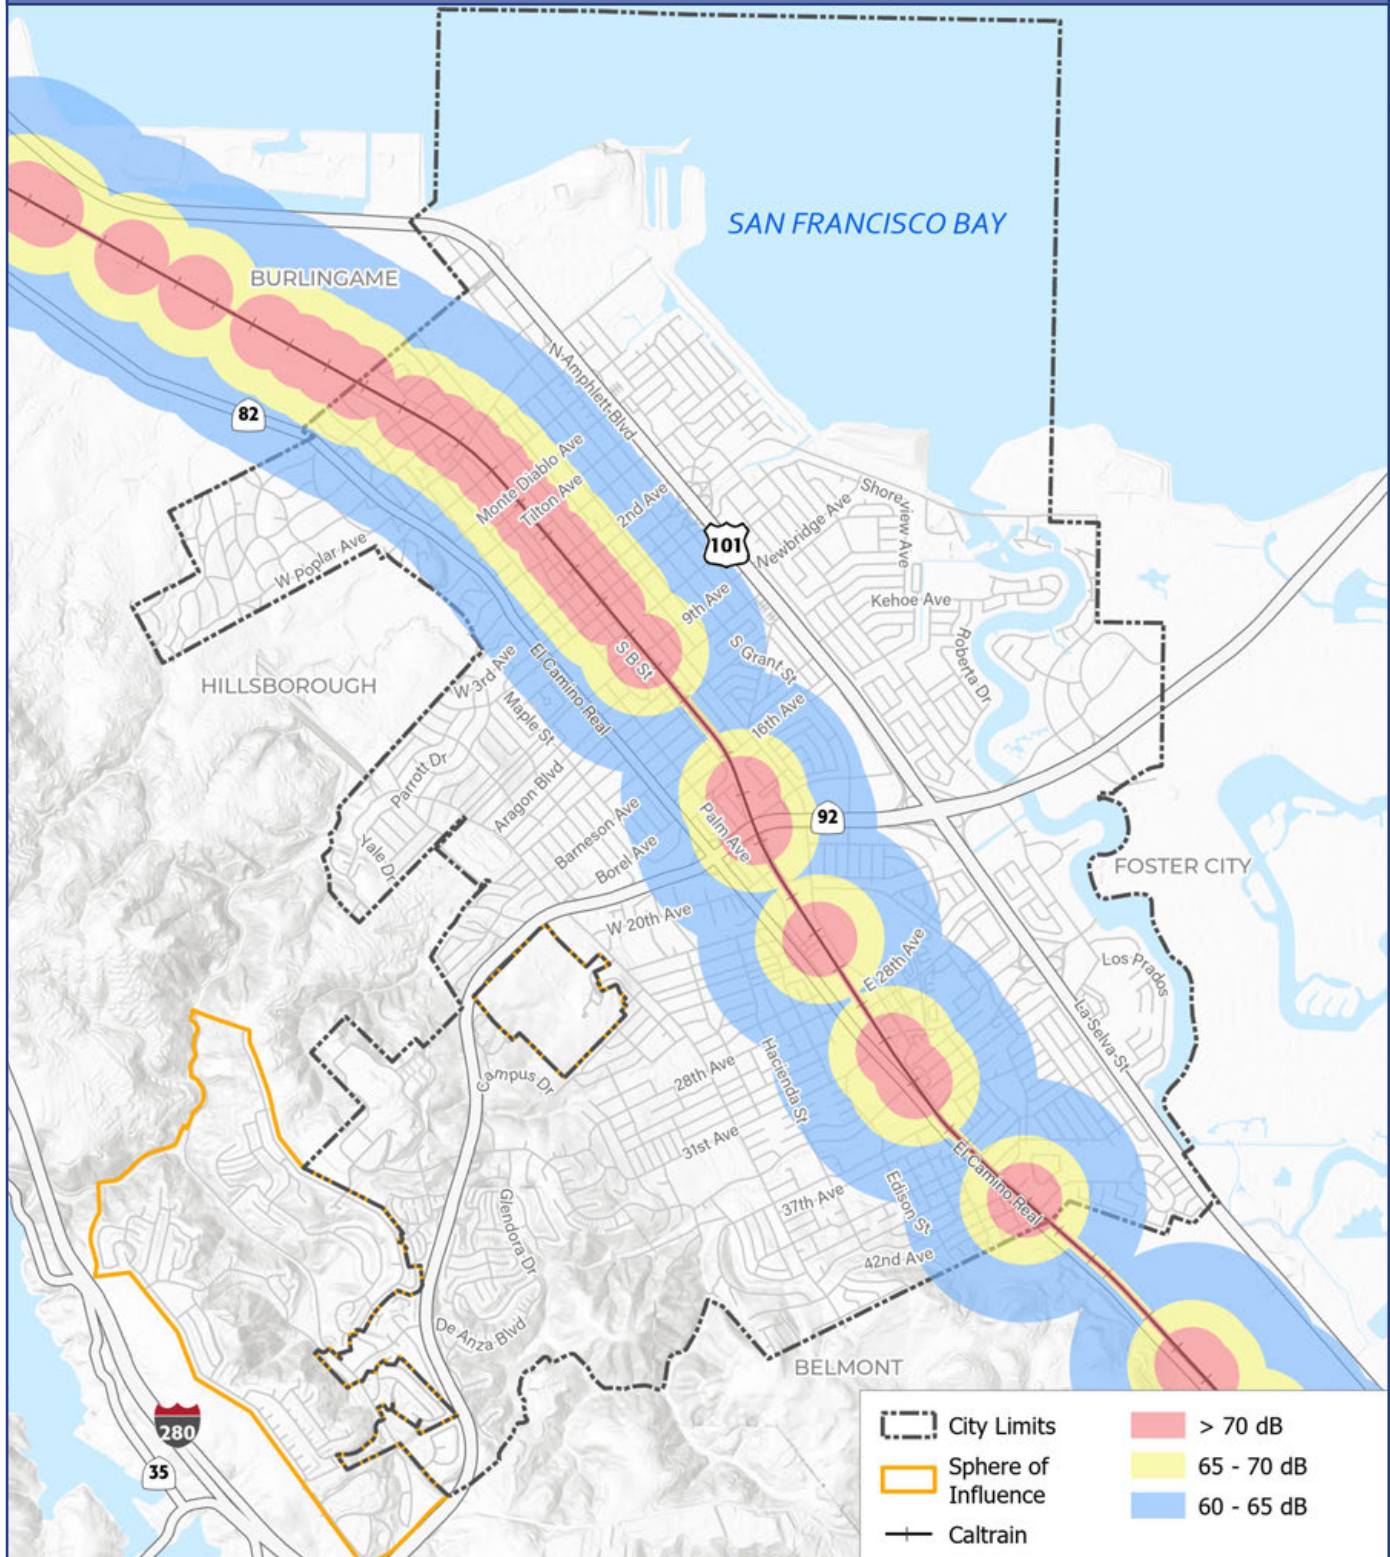 SAN FRANCISCO BAY
BURLINGAME
N Amphlett Blvd
82
Monte Diablo Ave
Tilton Ave
2nd Ave
Shoreview Ave
101
Newbridge Ave
W Poplar Ave
9th Ave
Kehoe Ave
S B St
S Grant St
Roberta Dr
HILLSBOROUGH
W 3rd Ave
El Camino Real
Maple St
16th Ave
Parrott Dr
Aragon Blvd
Palm Ave
92
Barneson Ave
Yale Dr
Borel Ave
FOSTER CITY
W 20th Ave
E 28th Ave
Los Prados
La Selva St
Campus Dr
28th Ave
Hacienda St
31st Ave
El Camino Real
Glendora Dr
37th Ave
Edison St
42nd Ave
De Anza Blvd
BELMONT
280
35
City Limits
Sphere of
Influence
Caltrain
> 70 dB
65 - 70 dB
60 - 65 dB